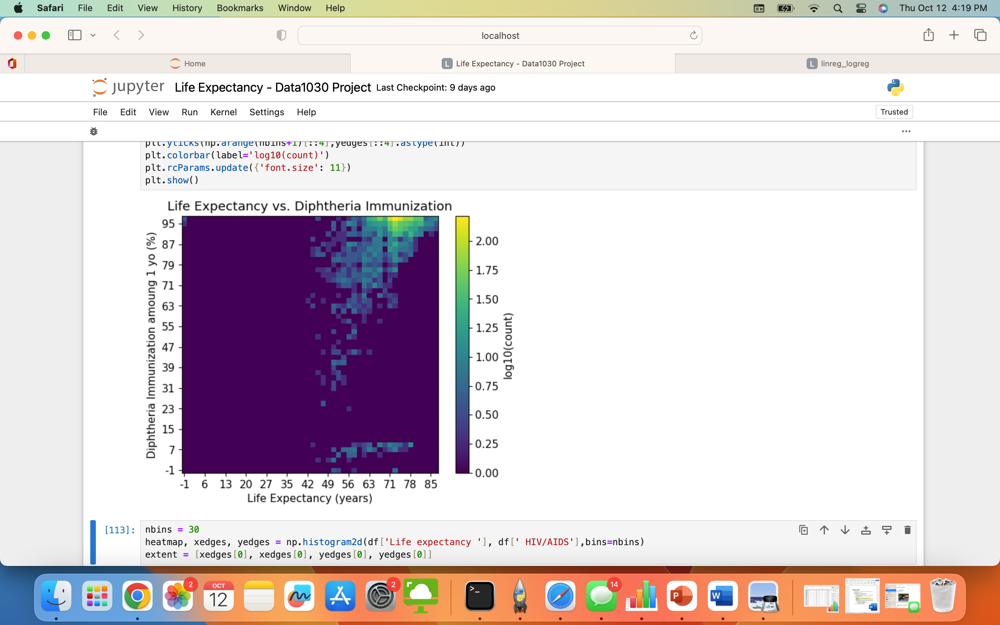 Safari File Edit View History Bookmarks Window Help Thu Oct 12 4:19 PM
localhost
Home L Life Expectancy - Data1030 Project L linreg_logreg
jupyter Life Expectancy - Data1030 Project Last Checkpoint: 9 days ago
File Edit View Run Kernel Settings Help Trusted
plt.yticks(np.arange(nbins+1)[::4],yedges[::4].astype(int))
plt.colorbar(label='log10(count)')
plt.rcParams.update({'font.size': 11})
plt.show()
Life Expectancy vs. Diphtheria Immunization
Diphtheria Immunization amoung 1 yo (%)
95
87
79
71
63
55
47
39
31
23
15
7
-1
-1 6 13 20 27 35 42 49 56 63 71 78 85
Life Expectancy (years)
2.00
1.75
1.50
1.25
1.00
0.75
0.50
0.25
0.00
log10(count)
[113]: nbins = 30
heatmap, xedges, yedges = np.histogram2d(df['Life expectancy '], df[' HIV/AIDS'],bins=nbins)
extent = [xedges[0], xedges[0], yedges[0], yedges[0]]
2 OCT 2 14
12 >_ P W